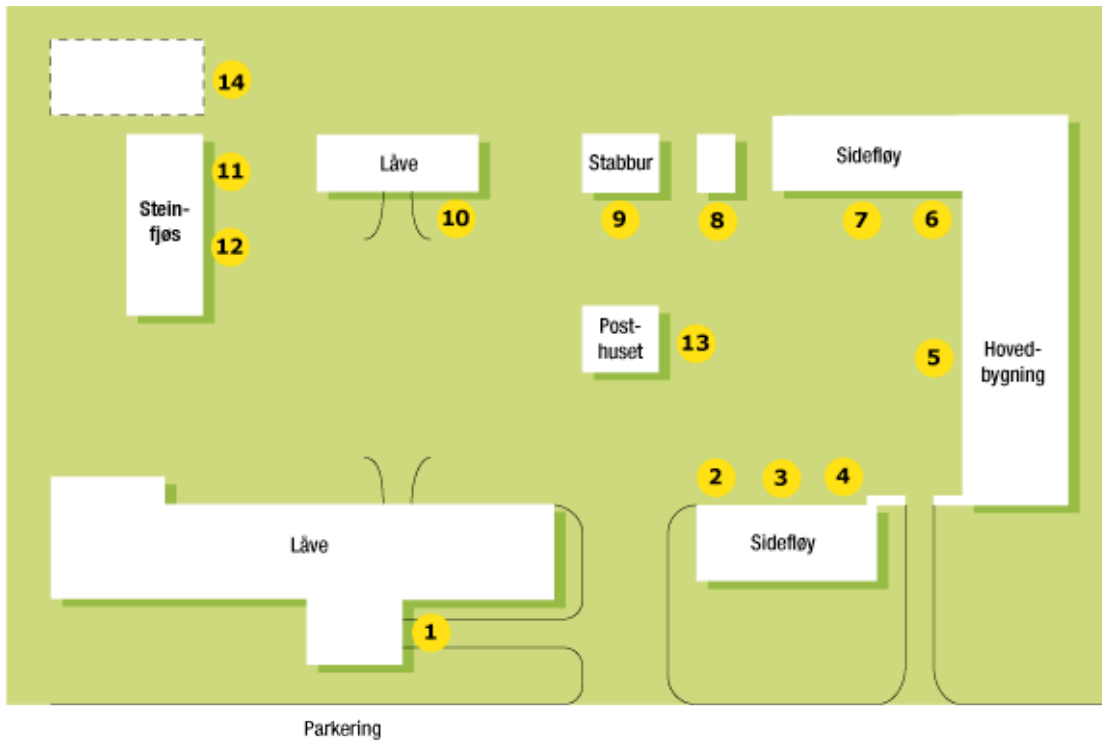 14
11
Låve
Stabbur
Sidefløy
Stein-
fjøs
12
10
9
8
7
6
Post-
huset
13
5
Hoved-
bygning
2
3
4
Låve
Sidefløy
1
Parkering